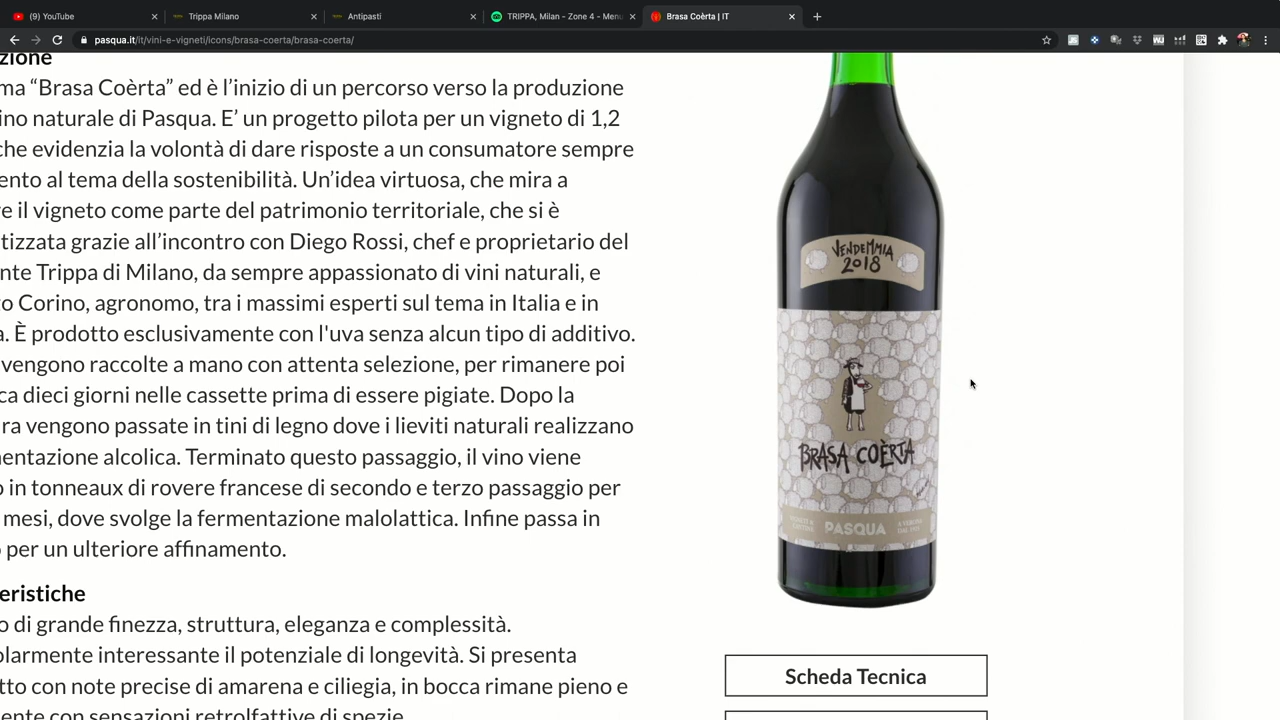 (9) YouTube
Trippa Milano
Antipasti
TRIPPA, Milan - Zone 4 - Menu
Brasa Coèrta | IT
pasqua.it/it/vini-e-vigneti/icons/brasa-coerta/brasa-coerta/
zione
ma “Brasa Coèrta” ed è l’inizio di un percorso verso la produzione
ino naturale di Pasqua. E’ un progetto pilota per un vigneto di 1,2
che evidenzia la volontà di dare risposte a un consumatore sempre
ento al tema della sostenibilità. Un’idea virtuosa, che mira a
re il vigneto come parte del patrimonio territoriale, che si è
tizzata grazie all’incontro con Diego Rossi, chef e proprietario del
nte Trippa di Milano, da sempre appassionato di vini naturali, e
to Corino, agronomo, tra i massimi esperti sul tema in Italia e in
a. È prodotto esclusivamente con l'uva senza alcun tipo di additivo.
vengono raccolte a mano con attenta selezione, per rimanere poi
ca dieci giorni nelle cassette prima di essere pigiate. Dopo la
ra vengono passate in tini di legno dove i lieviti naturali realizzano
entazione alcolica. Terminato questo passaggio, il vino viene
o in tonneaux di rovere francese di secondo e terzo passaggio per
mesi, dove svolge la fermentazione malolattica. Infine passa in
o per un ulteriore affinamento.
eristiche
o di grande finezza, struttura, eleganza e complessità.
olarmente interessante il potenziale di longevità. Si presenta
tto con note precise di amarena e ciliegia, in bocca rimane pieno e
ente con sensazioni retrolfattive di spezie.
VENDEMMIA
2018
BRASA COÈRTA
PASQUA
Scheda Tecnica